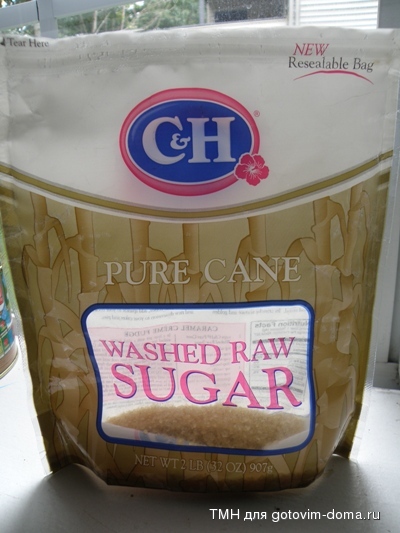 Tear Here
NEW
Resealable Bag
C&H®
PURE CANE
CARAMEL CREME FUDGE
Nutrition Facts
WASHED RAW
SUGAR
NET WT 2 LB (32 OZ) 907g
ТМН для gotovim-doma.ru